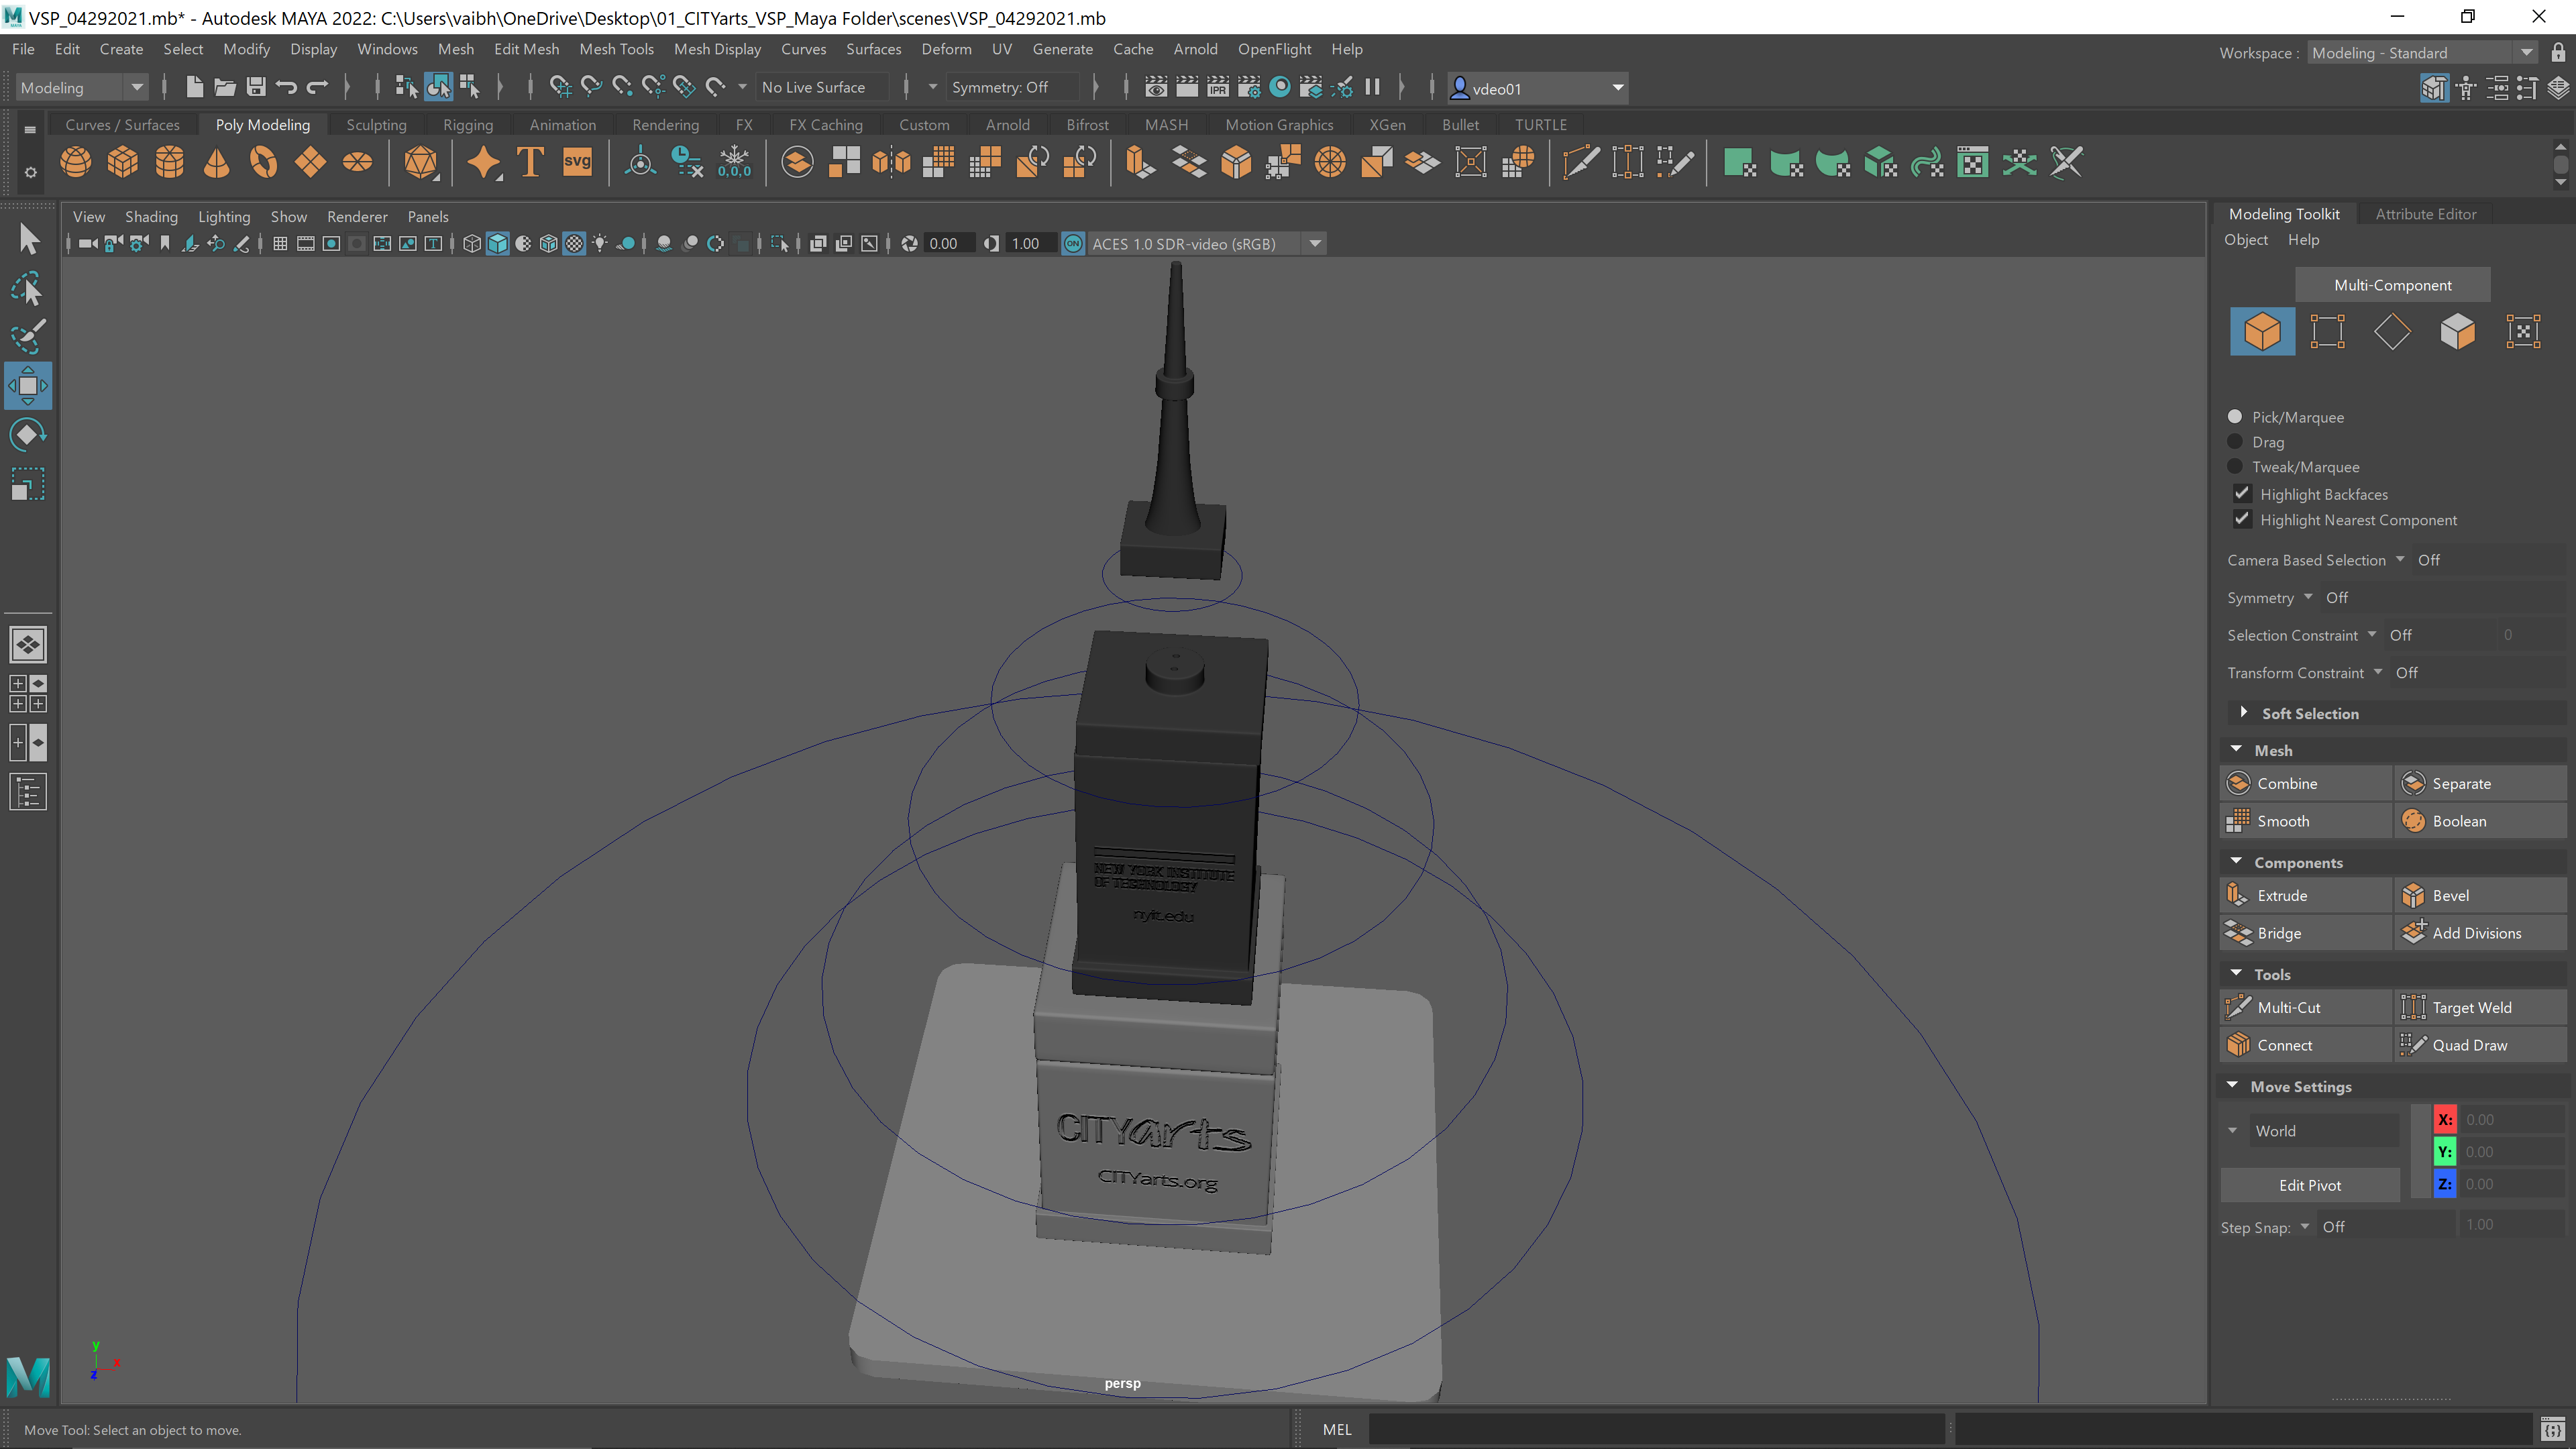 VSP_04292021.mb* - Autodesk MAYA 2022: C:\Users\vaibh\OneDrive\Desktop\01_CITYarts_VSP_Maya Folder\scenes\VSP_04292021.mb
File Edit Create Select Modify Display Windows Mesh Edit Mesh Mesh Tools Mesh Display Curves Surfaces Deform UV Generate Cache Arnold OpenFlight Help
Workspace : Modeling - Standard
Modeling No Live Surface Symmetry: Off IPR vdeo01
Curves / Surfaces Poly Modeling Sculpting Rigging Animation Rendering FX FX Caching Custom Arnold Bifrost MASH Motion Graphics XGen Bullet TURTLE
T svg 0,0,0
View Shading Lighting Show Renderer Panels
0.00 1.00 ON ACES 1.0 SDR-video (sRGB)
NEW YORK INSTITUTE
OF TECHNOLOGY
nyit.edu
CITYarts
CITYarts.org
y
x
z
persp
Modeling Toolkit Attribute Editor
Object Help
Multi-Component
Pick/Marquee
Drag
Tweak/Marquee
Highlight Backfaces
Highlight Nearest Component
Camera Based Selection Off
Symmetry Off
Selection Constraint Off 0
Transform Constraint Off
Soft Selection
Mesh
Combine Separate
Smooth Boolean
Components
Extrude Bevel
Bridge Add Divisions
Tools
Multi-Cut Target Weld
Connect Quad Draw
Move Settings
World
X: 0.00
Y: 0.00
Z: 0.00
Edit Pivot
Step Snap: Off 1.00
M
Move Tool: Select an object to move.
MEL